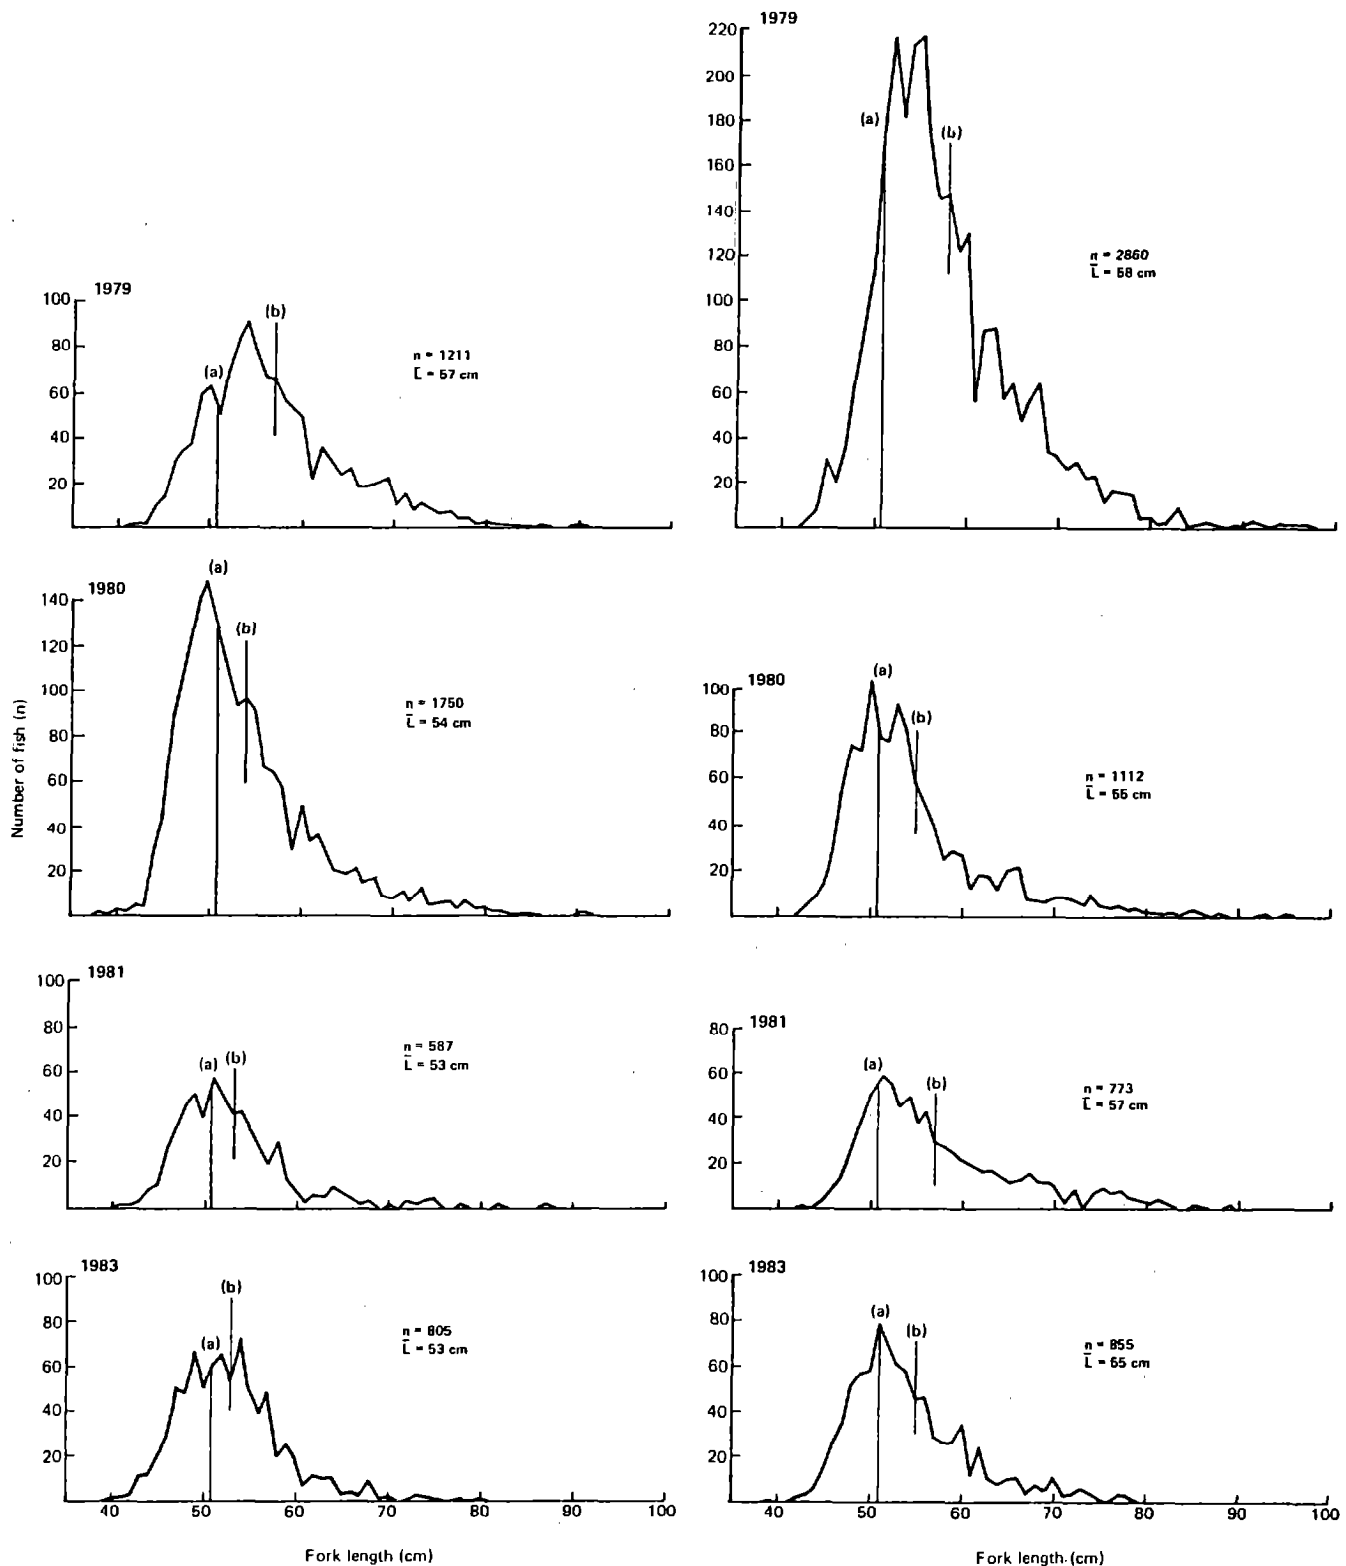 1979
220
200
180
160
140
120
100
80
60
40
20
(a)
(b)
n = 2860
L̄ = 58 cm
1979
100
80
60
40
20
(a)
(b)
n = 1211
L̄ = 57 cm
1980
140
120
100
80
60
40
20
(a)
(b)
n = 1750
L̄ = 54 cm
1980
100
80
60
40
20
(a)
(b)
n = 1112
L̄ = 55 cm
Number of fish (n)
1981
100
80
60
40
20
(a)
(b)
n = 587
L̄ = 53 cm
1981
80
60
40
20
(a)
(b)
n = 773
L̄ = 57 cm
1983
100
80
60
40
20
(a)
(b)
n = 805
L̄ = 53 cm
40 50 60 70 80 90 100
Fork length (cm)
1983
100
80
60
40
20
(a)
(b)
n = 855
L̄ = 55 cm
40 50 60 70 80 90 100
Fork length (cm)